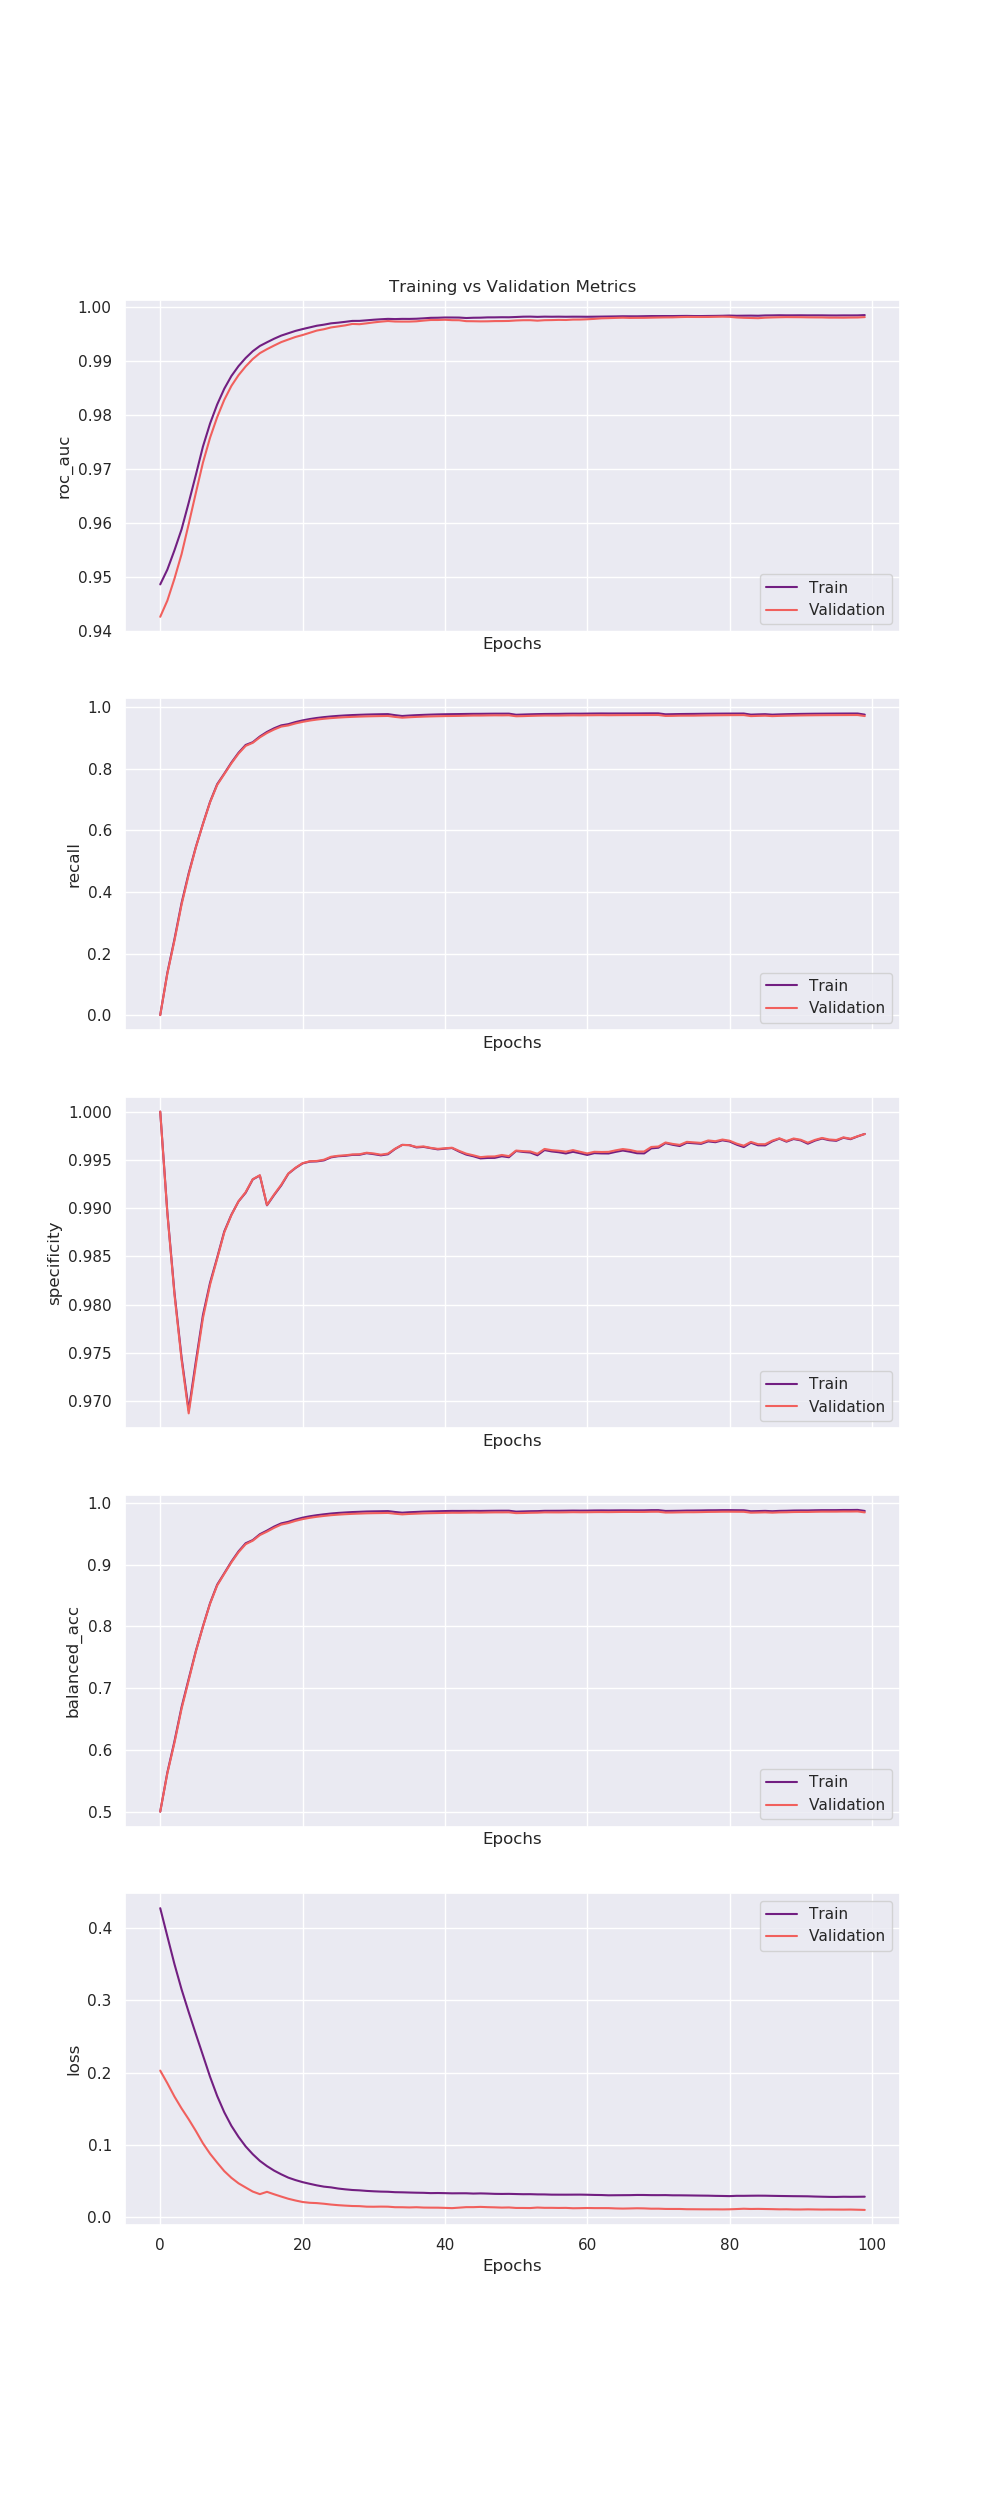 Training vs Validation Metrics
1.00
0.99
0.98
0.97
0.96
0.95
0.94
roc_auc
Train
Validation
Epochs
1.0
0.8
0.6
0.4
0.2
0.0
recall
Train
Validation
Epochs
1.000
0.995
0.990
0.985
0.980
0.975
0.970
specificity
Train
Validation
Epochs
1.0
0.9
0.8
0.7
0.6
0.5
balanced_acc
Train
Validation
Epochs
0.4
0.3
0.2
0.1
0.0
loss
Train
Validation
0 20 40 60 80 100
Epochs